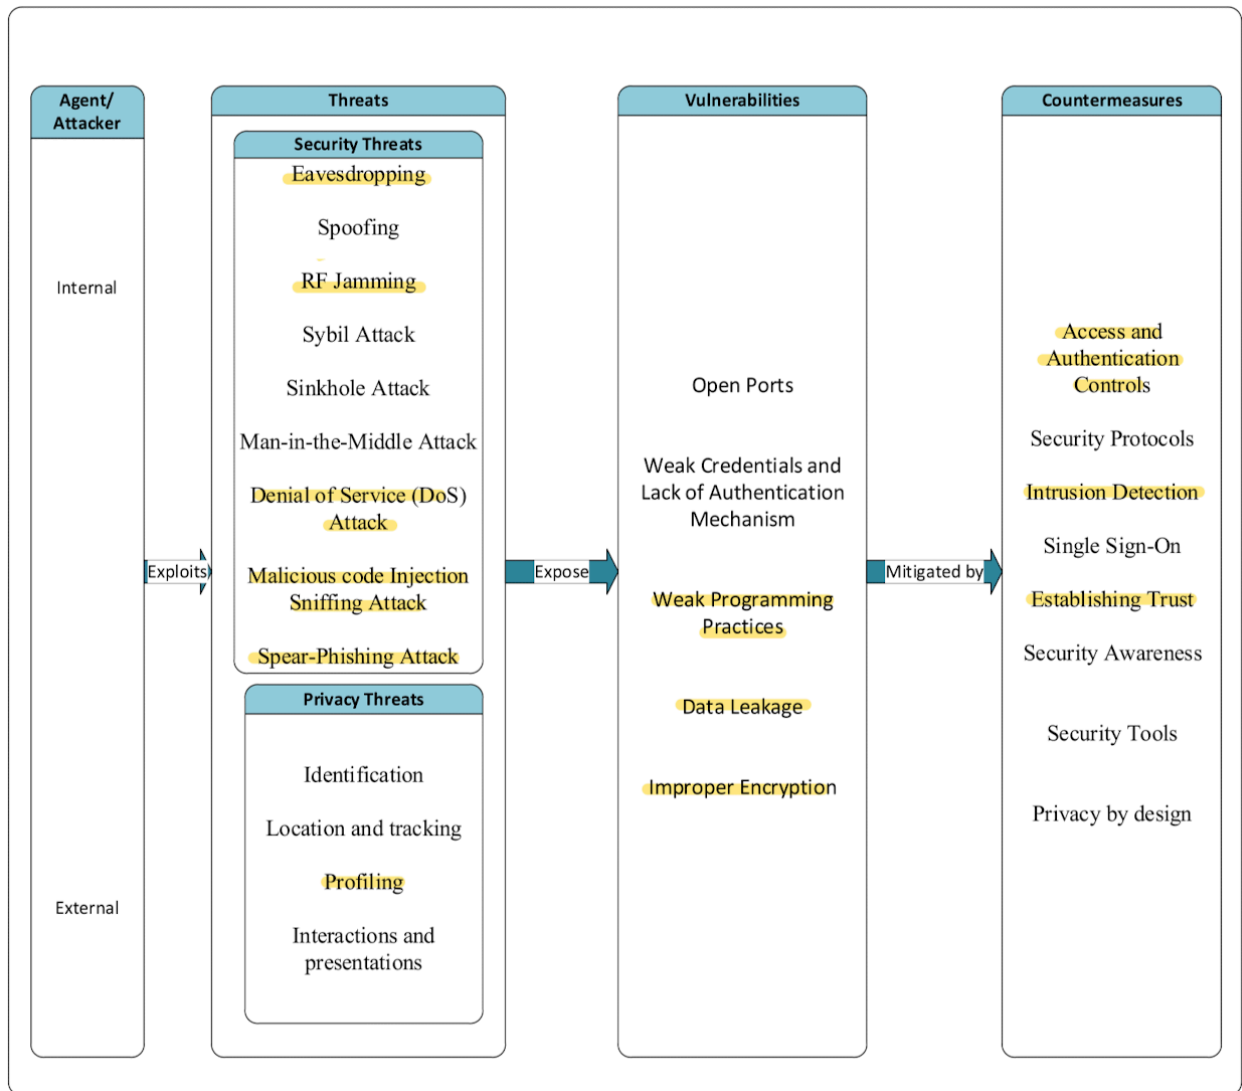 Agent/
Attacker
Internal
External
Exploits
Threats
Security Threats
Eavesdropping
Spoofing
RF Jamming
Sybil Attack
Sinkhole Attack
Man-in-the-Middle Attack
Denial of Service (DoS)
Attack
Malicious code Injection
Sniffing Attack
Spear-Phishing Attack
Privacy Threats
Identification
Location and tracking
Profiling
Interactions and
presentations
Expose
Vulnerabilities
Open Ports
Weak Credentials and
Lack of Authentication
Mechanism
Weak Programming
Practices
Data Leakage
Improper Encryption
Mitigated by
Countermeasures
Access and
Authentication
Controls
Security Protocols
Intrusion Detection
Single Sign-On
Establishing Trust
Security Awareness
Security Tools
Privacy by design